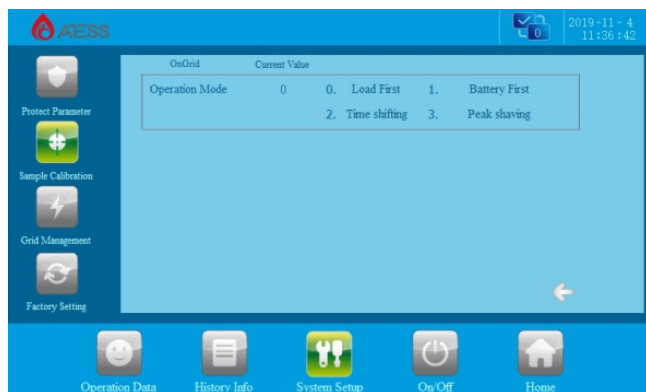 ATESS
0
2019-11- 4
11:36:42
OnGrid Current Value
Operation Mode 0 0. Load First 1. Battery First
2. Time shifting 3. Peak shaving
Protect Parameter
Sample Calibration
Grid Management
Factory Setting
Operation Data History Info System Setup On/Off Home